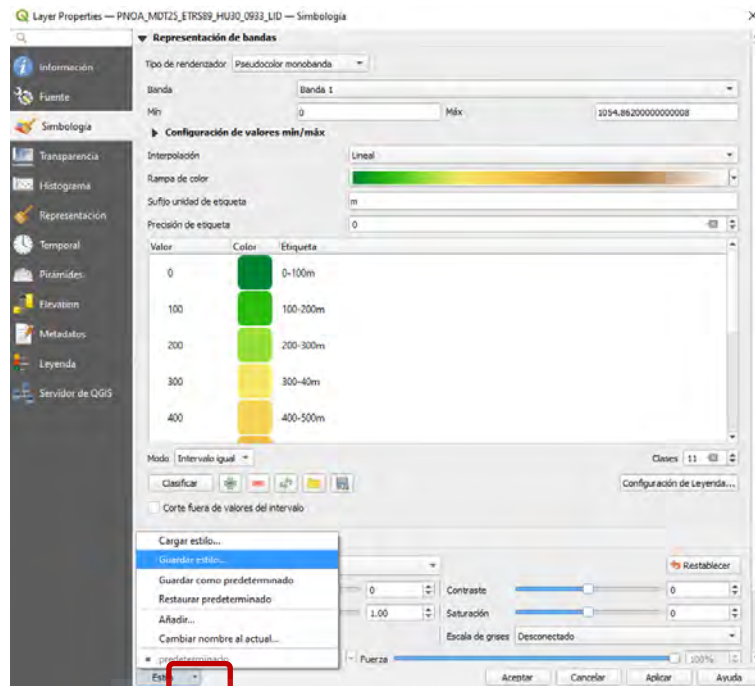 Layer Properties — PNOA_MDT25_ETRS89_HU30_0933_LID — Simbología
Información
Fuente
Simbología
Transparencia
Histograma
Representación
Temporal
Pirámides
Elevation
Metadatos
Leyenda
Servidor de QGIS
Representación de bandas
Tipo de renderizador Pseudocolor monobanda
Banda Banda 1
Mín 0 Máx 1054.86200000000008
Configuración de valores min/máx
Interpolación Lineal
Rampa de color
Sufijo unidad de etiqueta m
Precisión de etiqueta 0
Valor Color Etiqueta
0 0-100m
100 100-200m
200 200-300m
300 300-40m
400 400-500m
Modo Intervalo igual Clases 11
Clasificar Configuración de Leyenda...
Corte fuera de valores del intervalo
Cargar estilo...
Guardar estilo...
Guardar como predeterminado
Restaurar predeterminado
Añadir...
Cambiar nombre al actual...
predeterminado
Restablecer
0 Contraste 0
1.00 Saturación 0
Escala de grises Desconectado
Fuerza 100%
Aceptar Cancelar Aplicar Ayuda